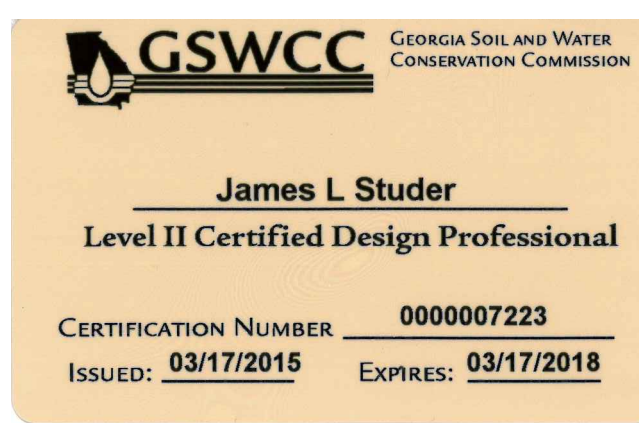 GSWCC
GEORGIA SOIL AND WATER
CONSERVATION COMMISSION
James L Studer
Level II Certified Design Professional
CERTIFICATION NUMBER 0000007223
ISSUED: 03/17/2015 EXPIRES: 03/17/2018